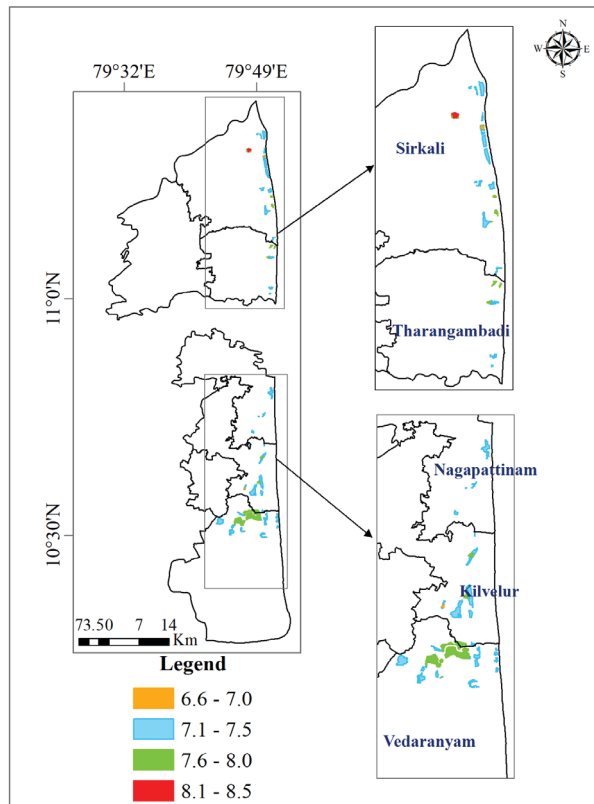 N
W E
S
79°32'E 79°49'E
11°0'N
10°30'N
Sirkali
Tharangambadi
Nagapattinam
Kilvelur
Vedaranyam
73.50 7 14
Km
Legend
6.6 - 7.0
7.1 - 7.5
7.6 - 8.0
8.1 - 8.5